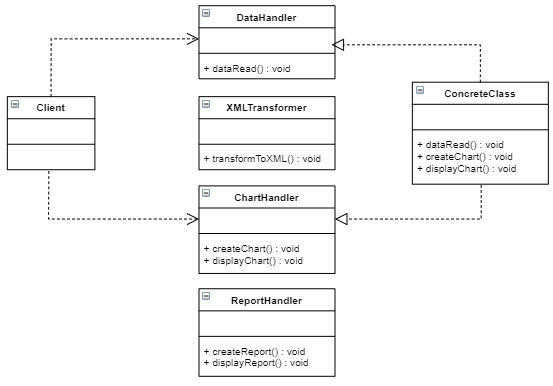 DataHandler
+ dataRead() : void
Client
XMLTransformer
+ transformToXML() : void
ConcreteClass
+ dataRead() : void
+ createChart() : void
+ displayChart() : void
ChartHandler
+ createChart() : void
+ displayChart() : void
ReportHandler
+ createReport() : void
+ displayReport() : void